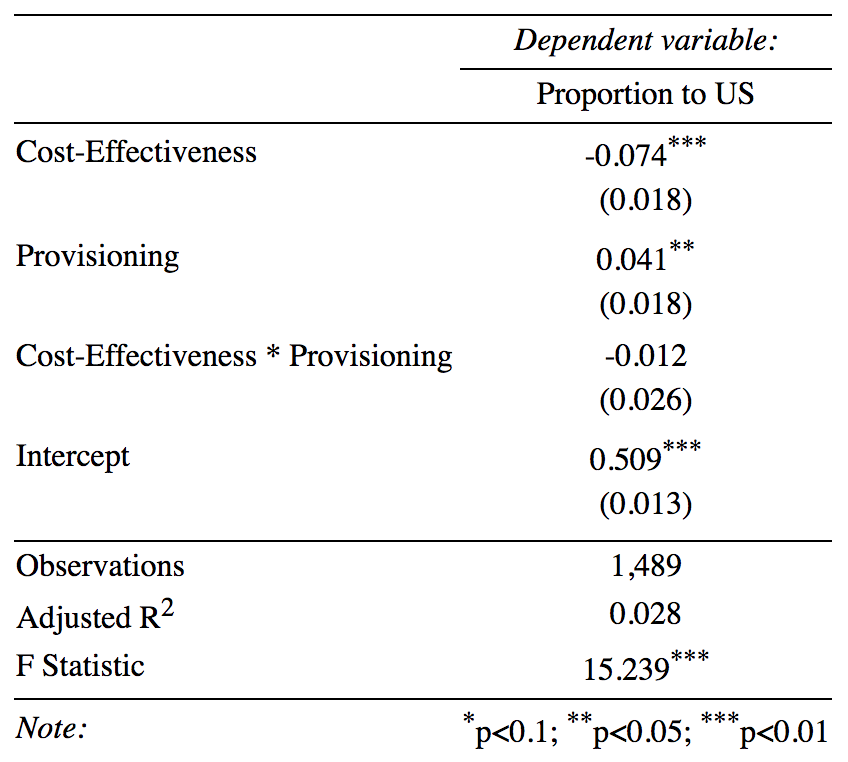 Dependent variable:
Proportion to US
Cost-Effectiveness -0.074***
(0.018)
Provisioning 0.041**
(0.018)
Cost-Effectiveness * Provisioning -0.012
(0.026)
Intercept 0.509***
(0.013)
Observations 1,489
Adjusted R2 0.028
F Statistic 15.239***
Note: *p<0.1; **p<0.05; ***p<0.01